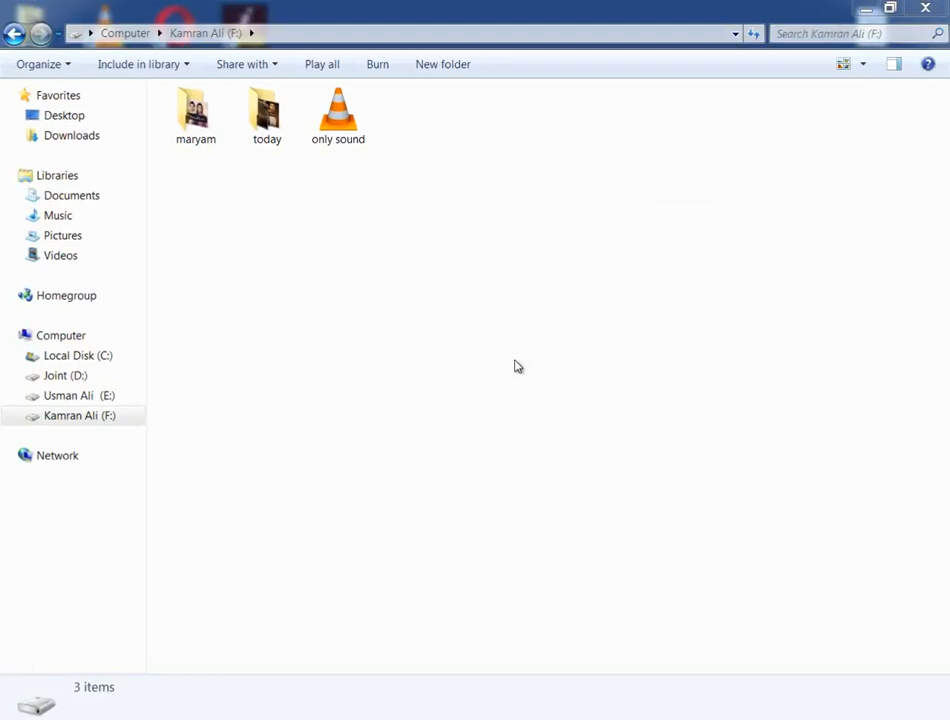 Computer Kamran Ali (F:)
Search Kamran Ali (F:)
Organize Include in library Share with Play all Burn New folder
Favorites
Desktop
Downloads
Libraries
Documents
Music
Pictures
Videos
Homegroup
Computer
Local Disk (C:)
Joint (D:)
Usman Ali (E:)
Kamran Ali (F:)
Network
maryam today only sound
3 items